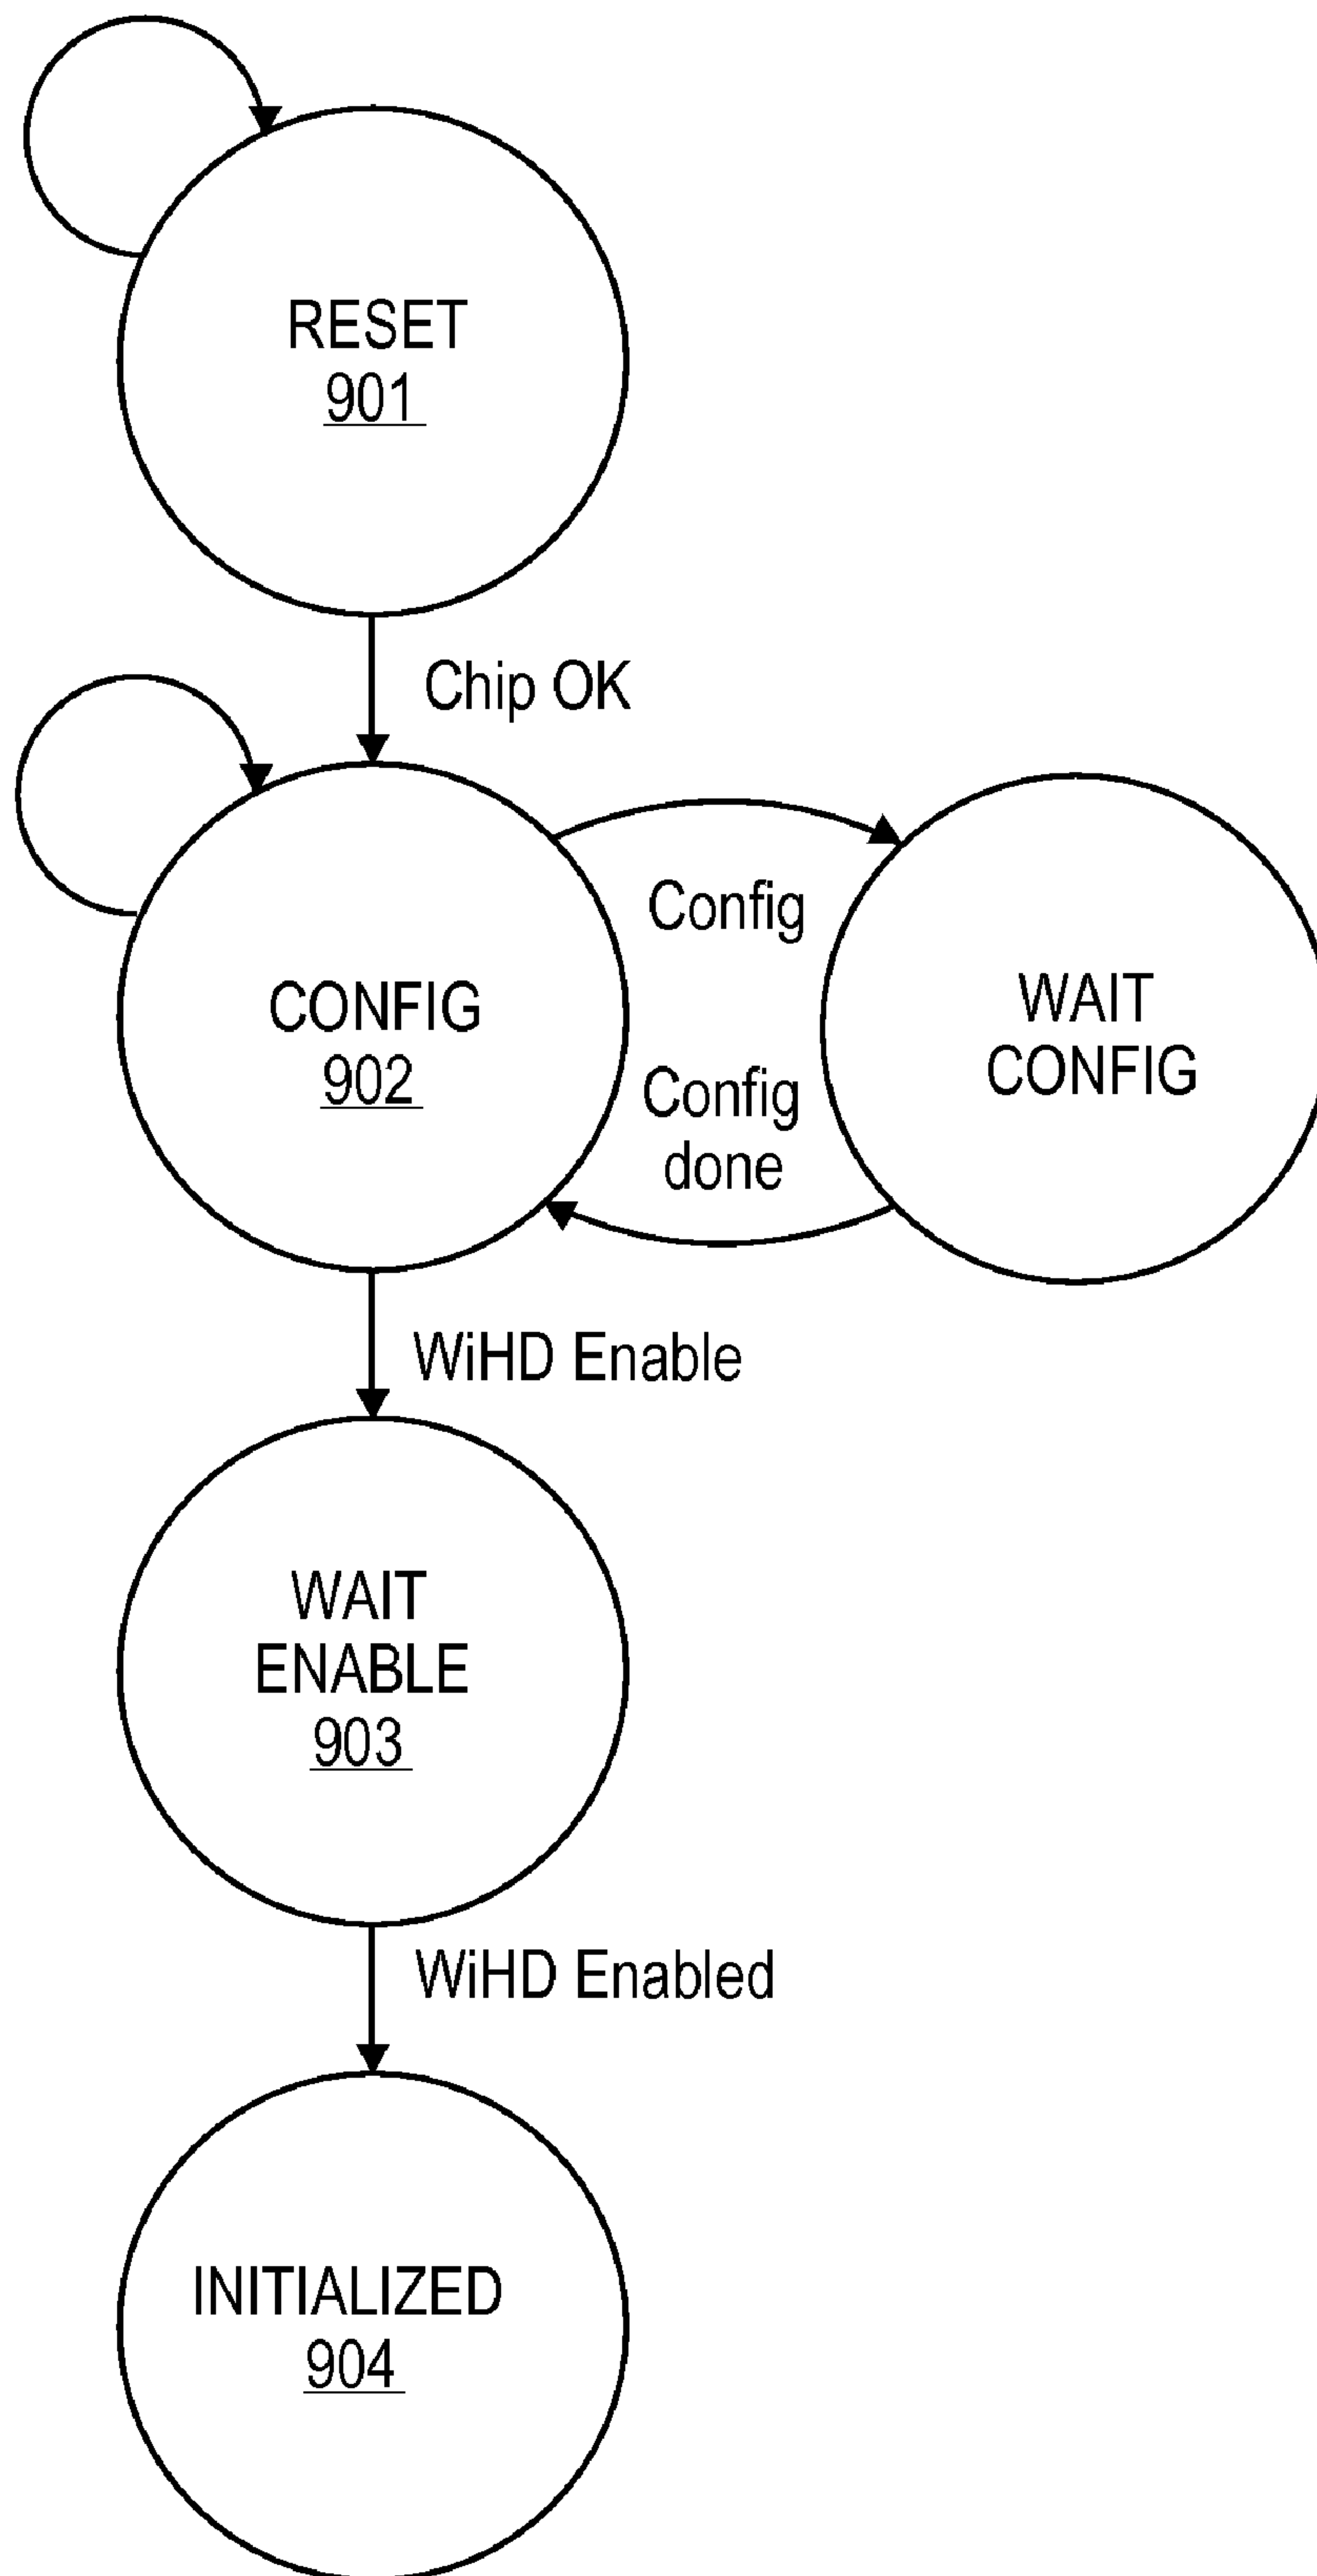 RESET
901
Chip OK
Config
CONFIG
902
WAIT
CONFIG
Config
done
WiHD Enable
WAIT
ENABLE
903
WiHD Enabled
INITIALIZED
904